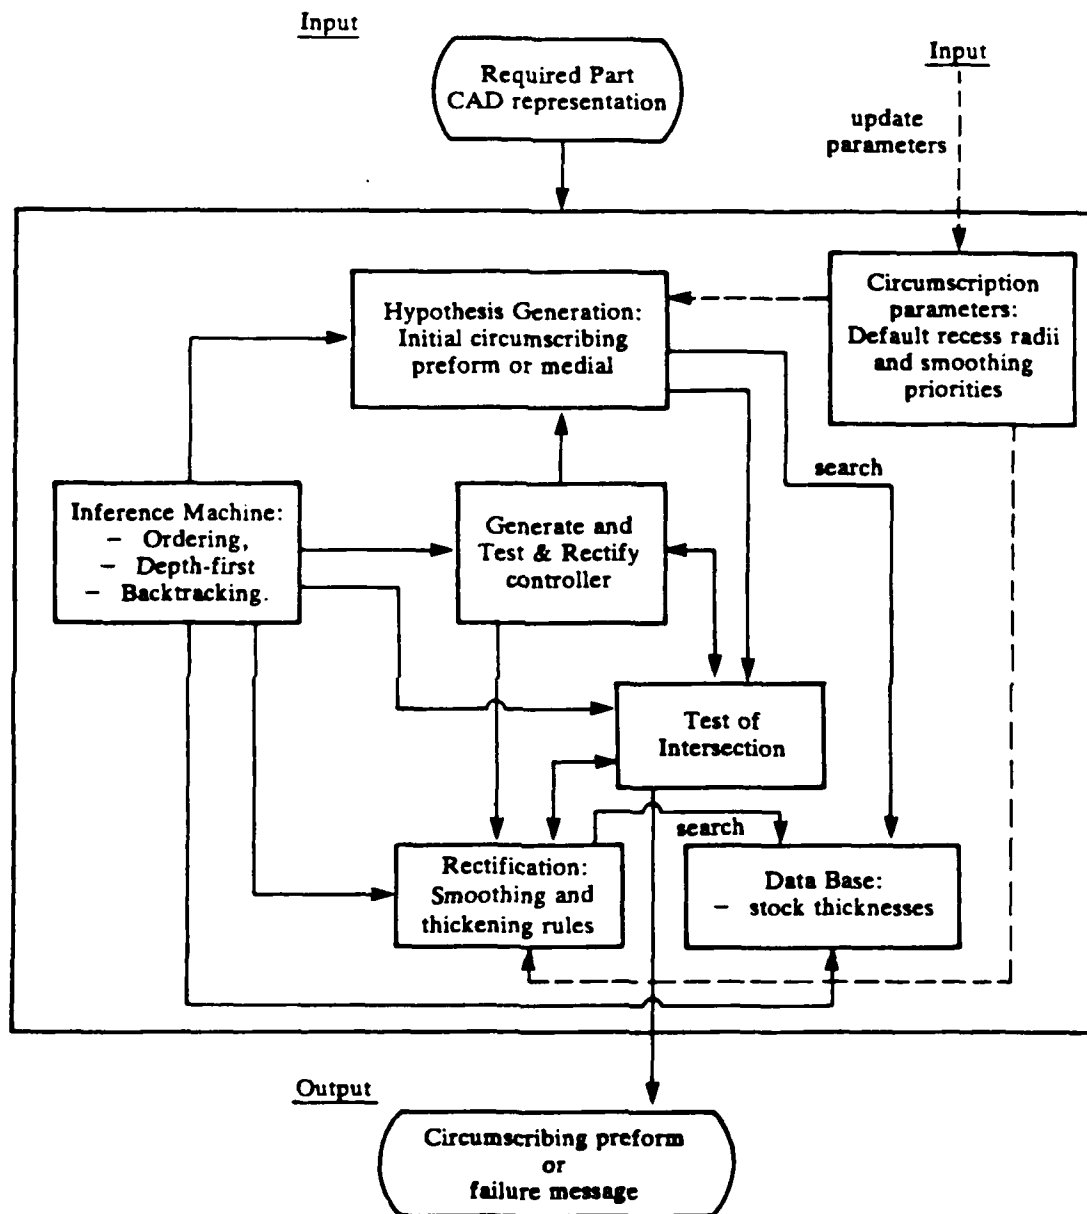 Input
Required Part
CAD representation
Input
update
parameters
Hypothesis Generation:
Initial circumscribing
preform or medial
Circumscription
parameters:
Default recess radii
and smoothing
priorities
search
Inference Machine:
– Ordering,
– Depth-first
– Backtracking.
Generate and
Test & Rectify
controller
Test of
Intersection
search
Rectification:
Smoothing and
thickening rules
Data Base:
– stock thicknesses
Output
Circumscribing preform
or
failure message